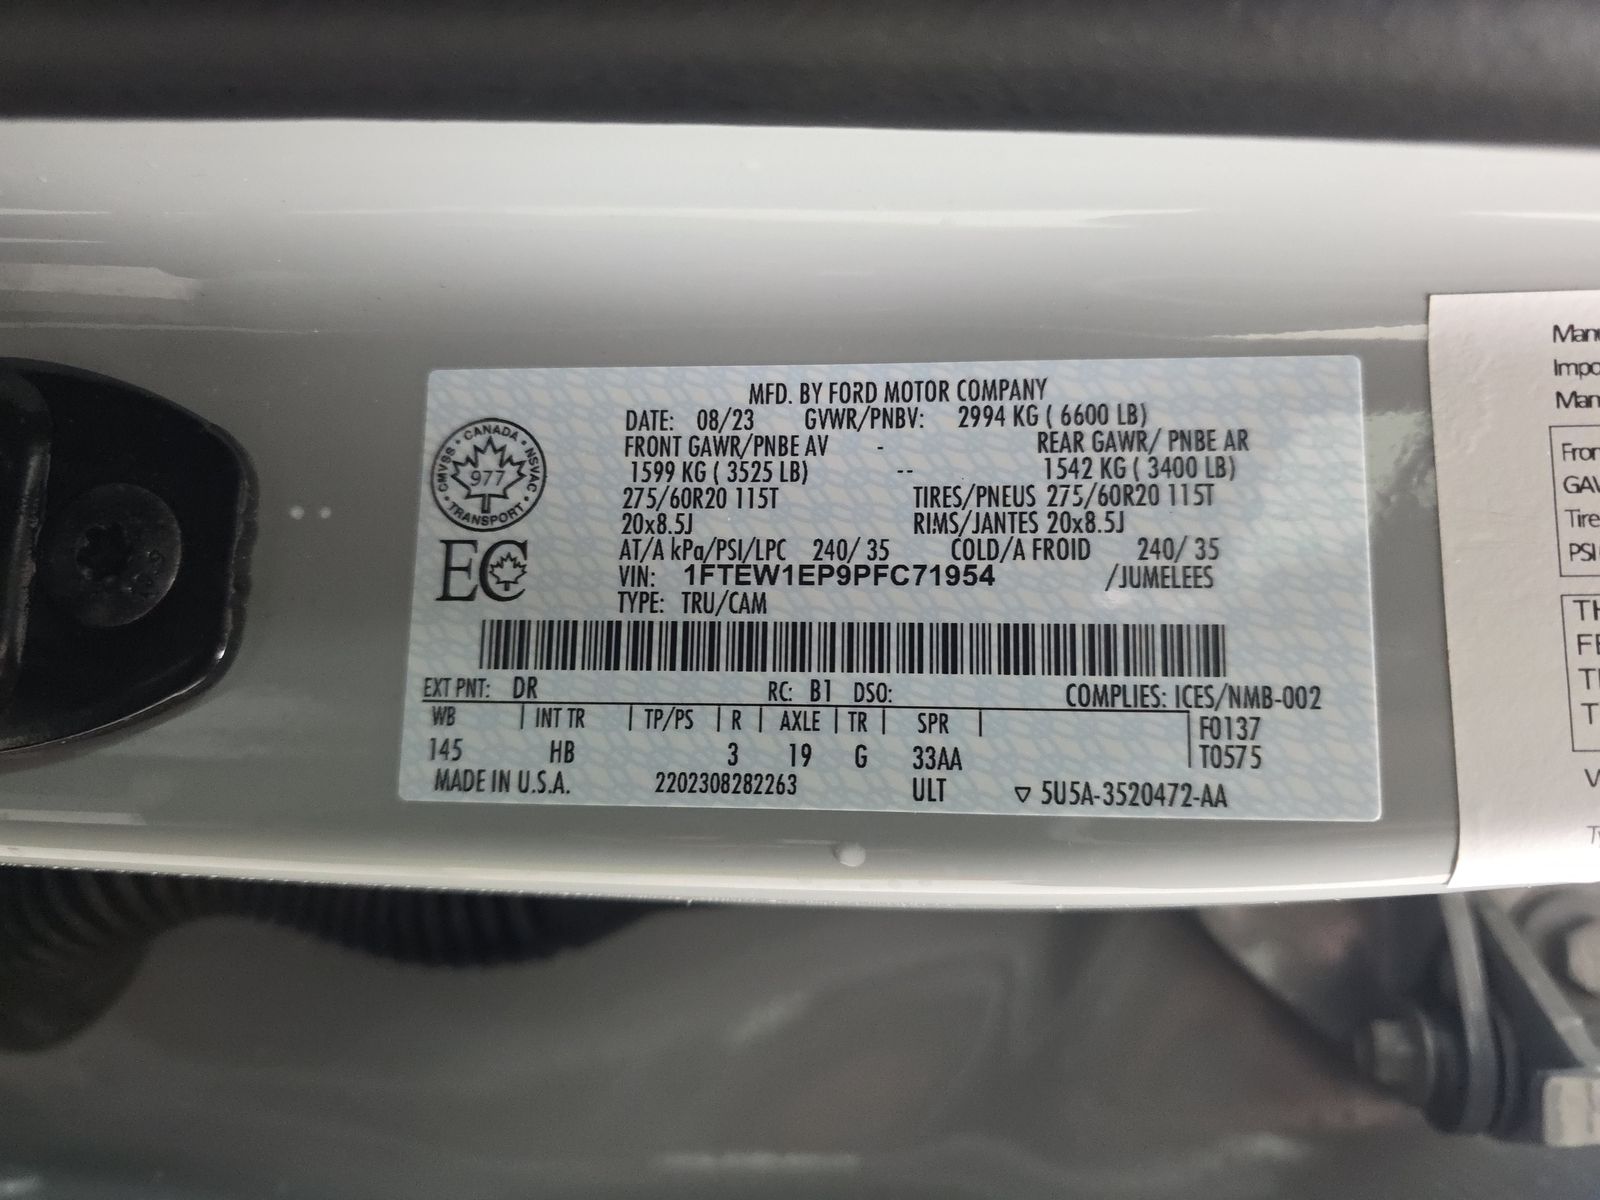 MFD. BY FORD MOTOR COMPANY
DATE: 08/23 GVWR/PNBV: 2994 KG ( 6600 LB)
FRONT GAWR/PNBE AV - REAR GAWR/ PNBE AR
1599 KG ( 3525 LB) -- 1542 KG ( 3400 LB)
275/60R20 115T TIRES/PNEUS 275/60R20 115T
20x8.5J RIMS/JANTES 20x8.5J
AT/A kPa/PSI/LPC 240/ 35 COLD/A FROID 240/ 35
VIN: 1FTEW1EP9PFC71954 /JUMELEES
TYPE: TRU/CAM
CANADA
CMVSS 977 NSVAC
TRANSPORT
EC
EXT PNT: DR RC: B1 DSO: COMPLIES: ICES/NMB-002
WB | INT TR | TP/PS | R | AXLE | TR | SPR | F0137
145 HB 3 19 G 33AA T0575
MADE IN U.S.A. 2202308282263 ULT ▽ 5U5A-3520472-AA
PSI